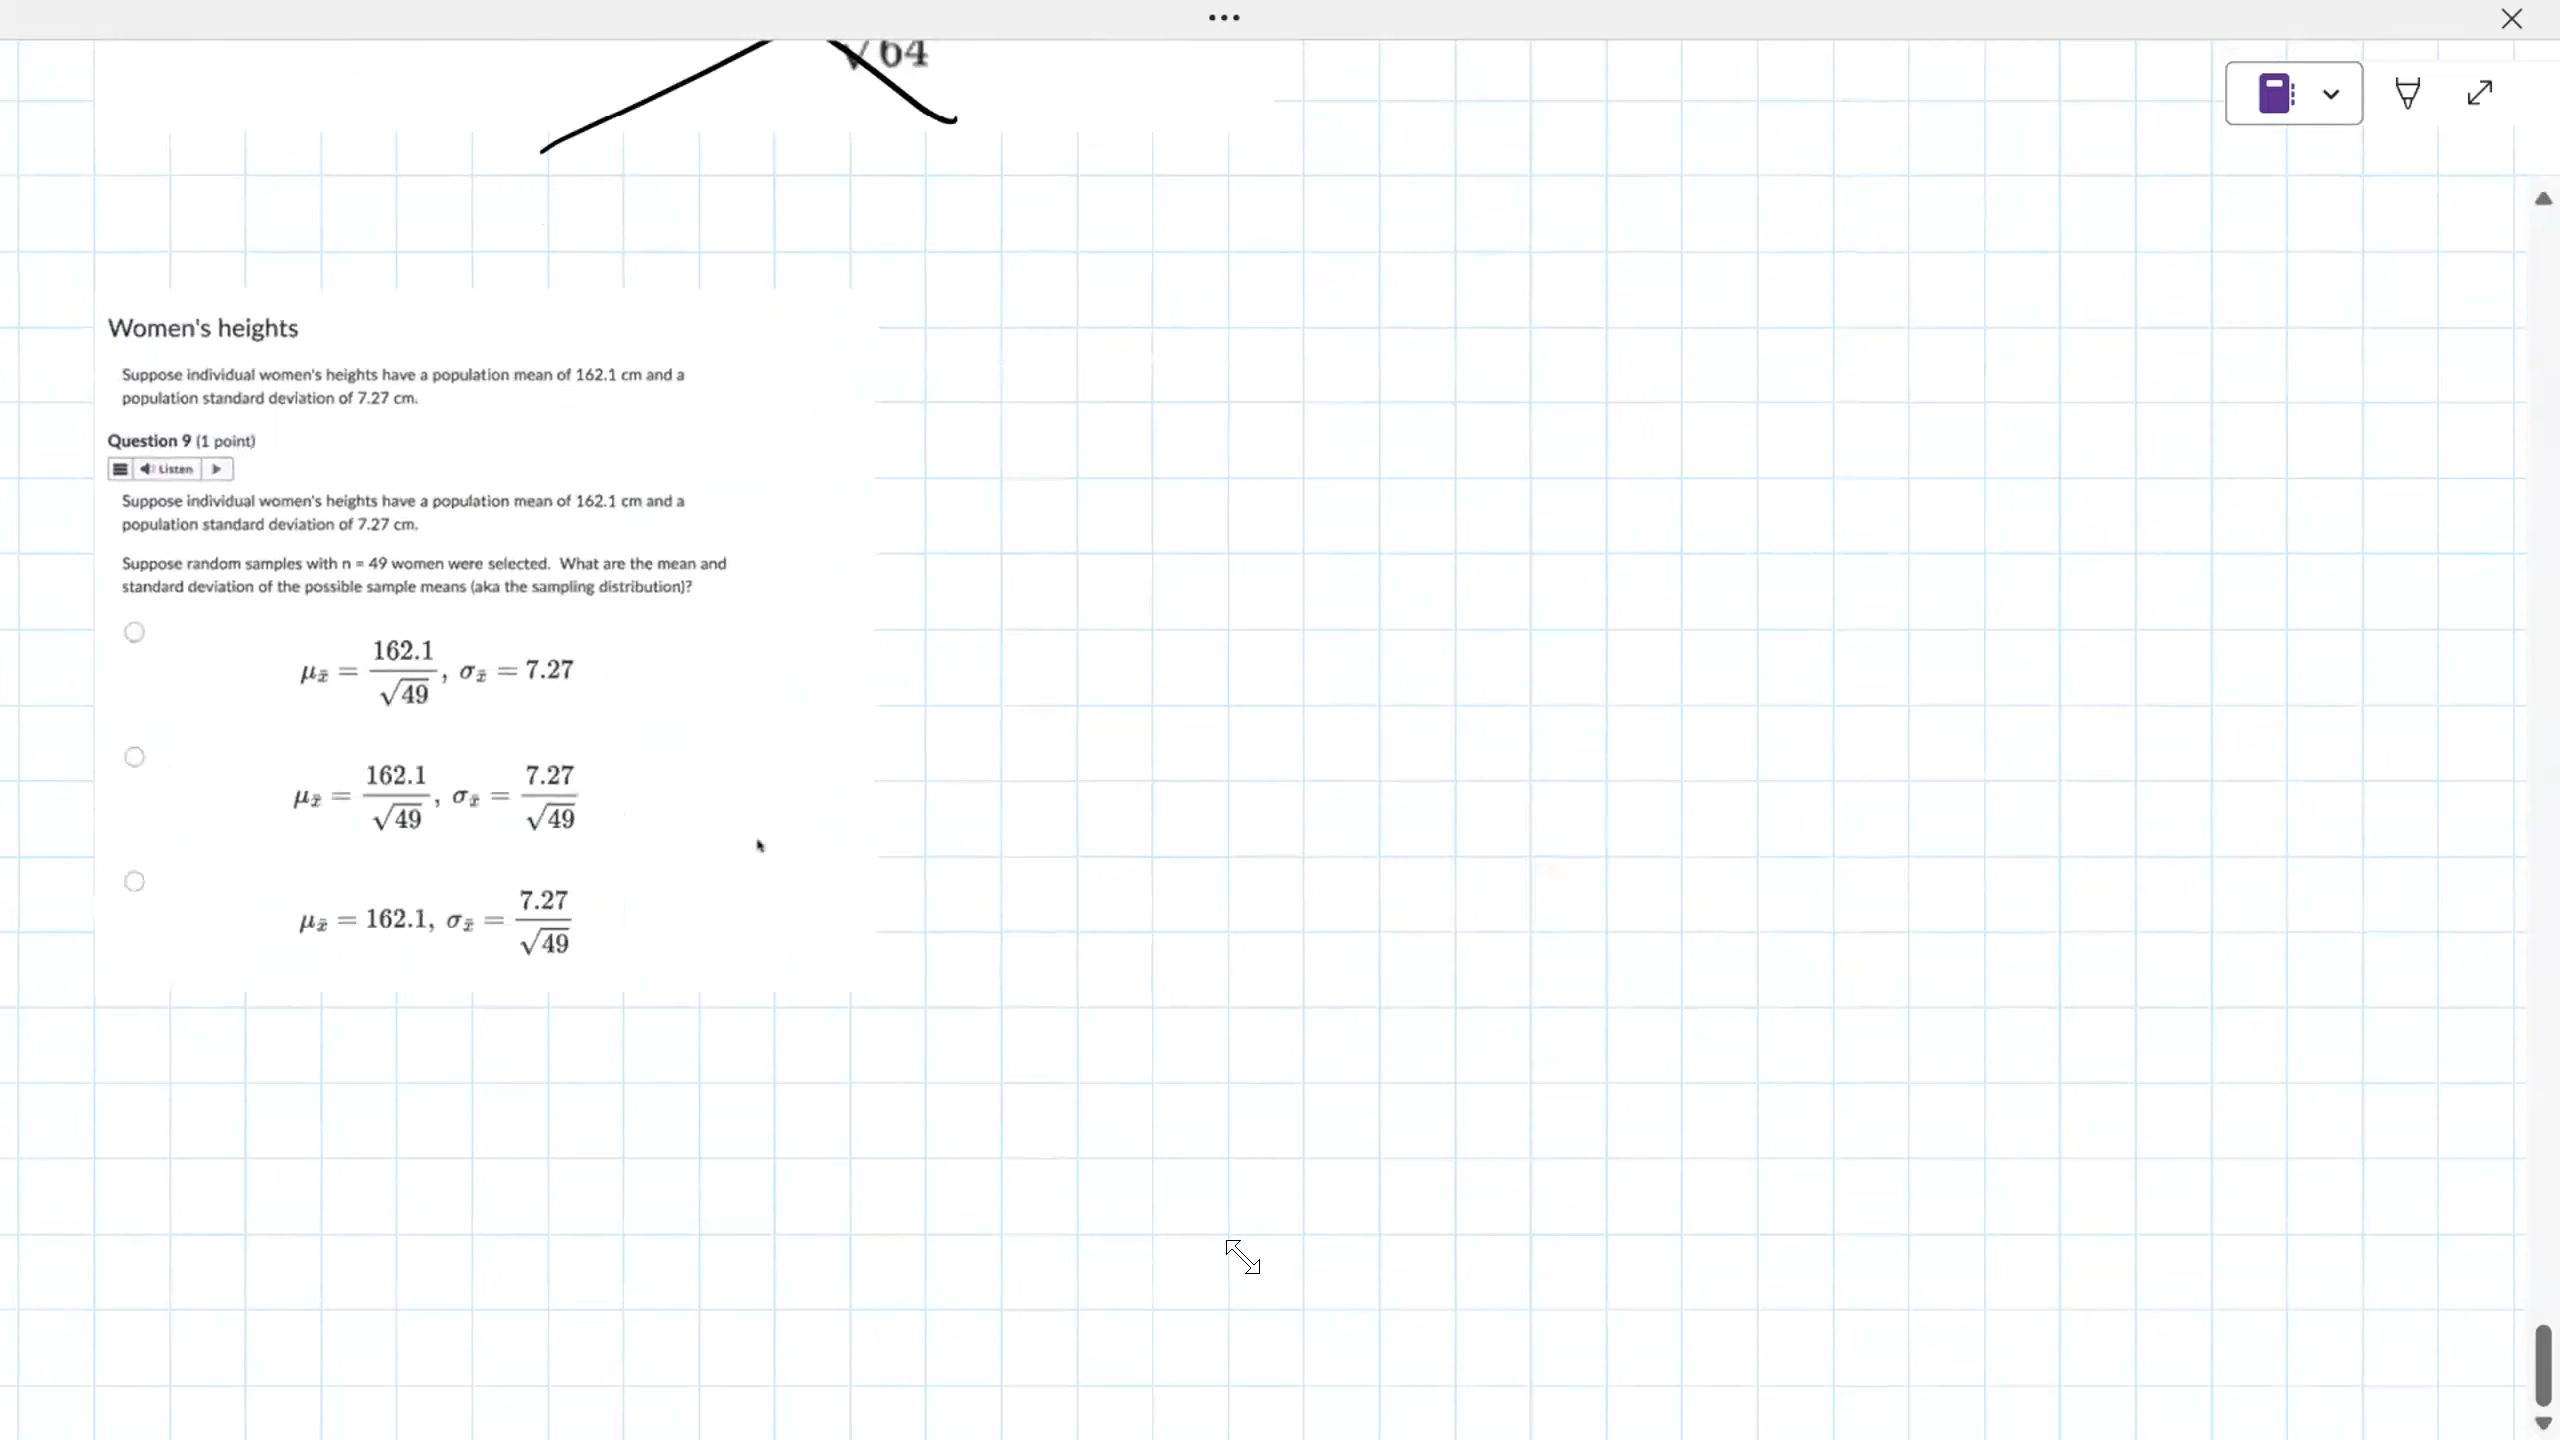 √64
Women's heights
Suppose individual women's heights have a population mean of 162.1 cm and a
population standard deviation of 7.27 cm.
Question 9 (1 point)
Listen
Suppose individual women's heights have a population mean of 162.1 cm and a
population standard deviation of 7.27 cm.
Suppose random samples with n = 49 women were selected.  What are the mean and
standard deviation of the possible sample means (aka the sampling distribution)?
μx̄ = 162.1/√49, σx̄ = 7.27
μx̄ = 162.1/√49, σx̄ = 7.27/√49
μx̄ = 162.1, σx̄ = 7.27/√49